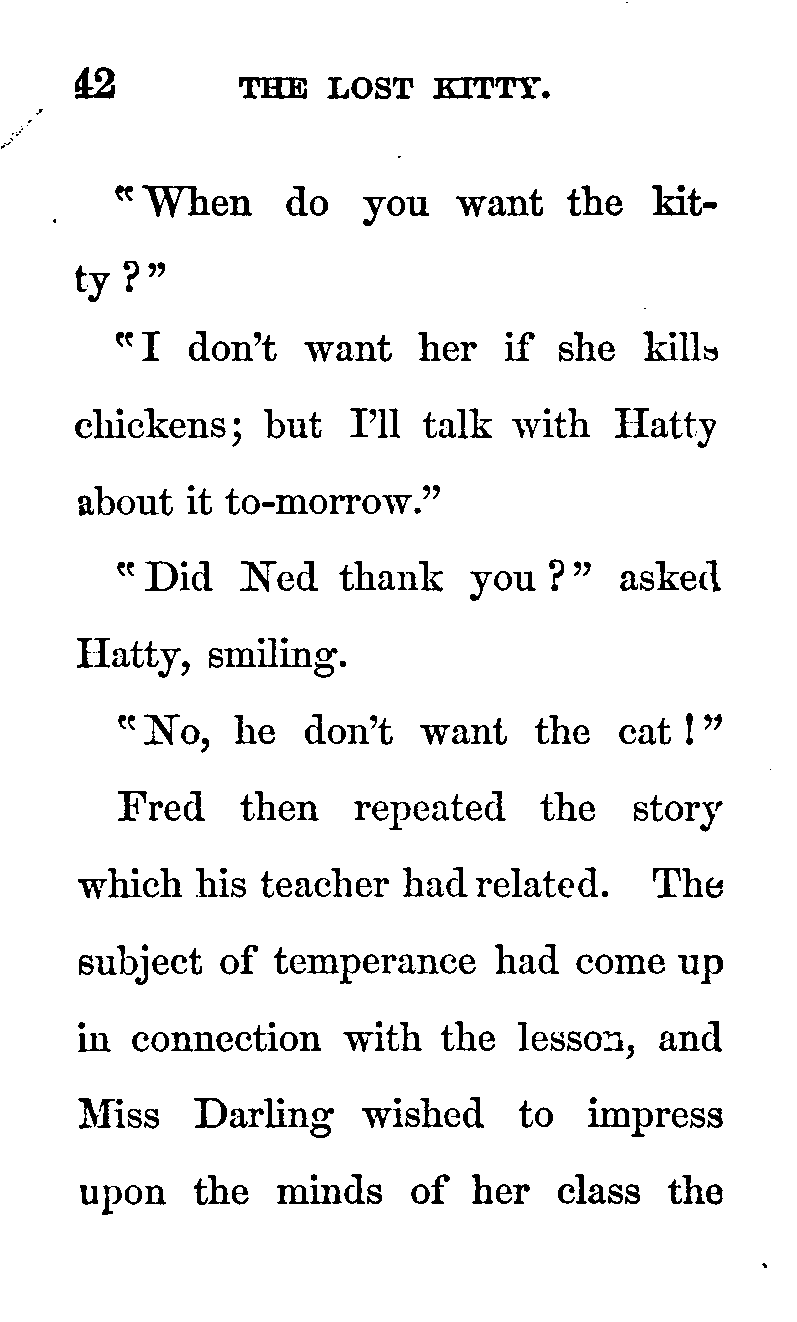 42 THE LOST KITTY.
"When do you want the kit-
ty?"
"I don't want her if she kills
chickens; but I'll talk with Hatty
about it to-morrow."
"Did Ned thank you?" asked
Hatty, smiling.
"No, he don't want the cat!"
Fred then repeated the story
which his teacher had related. The
subject of temperance had come up
in connection with the lesson, and
Miss Darling wished to impress
upon the minds of her class the